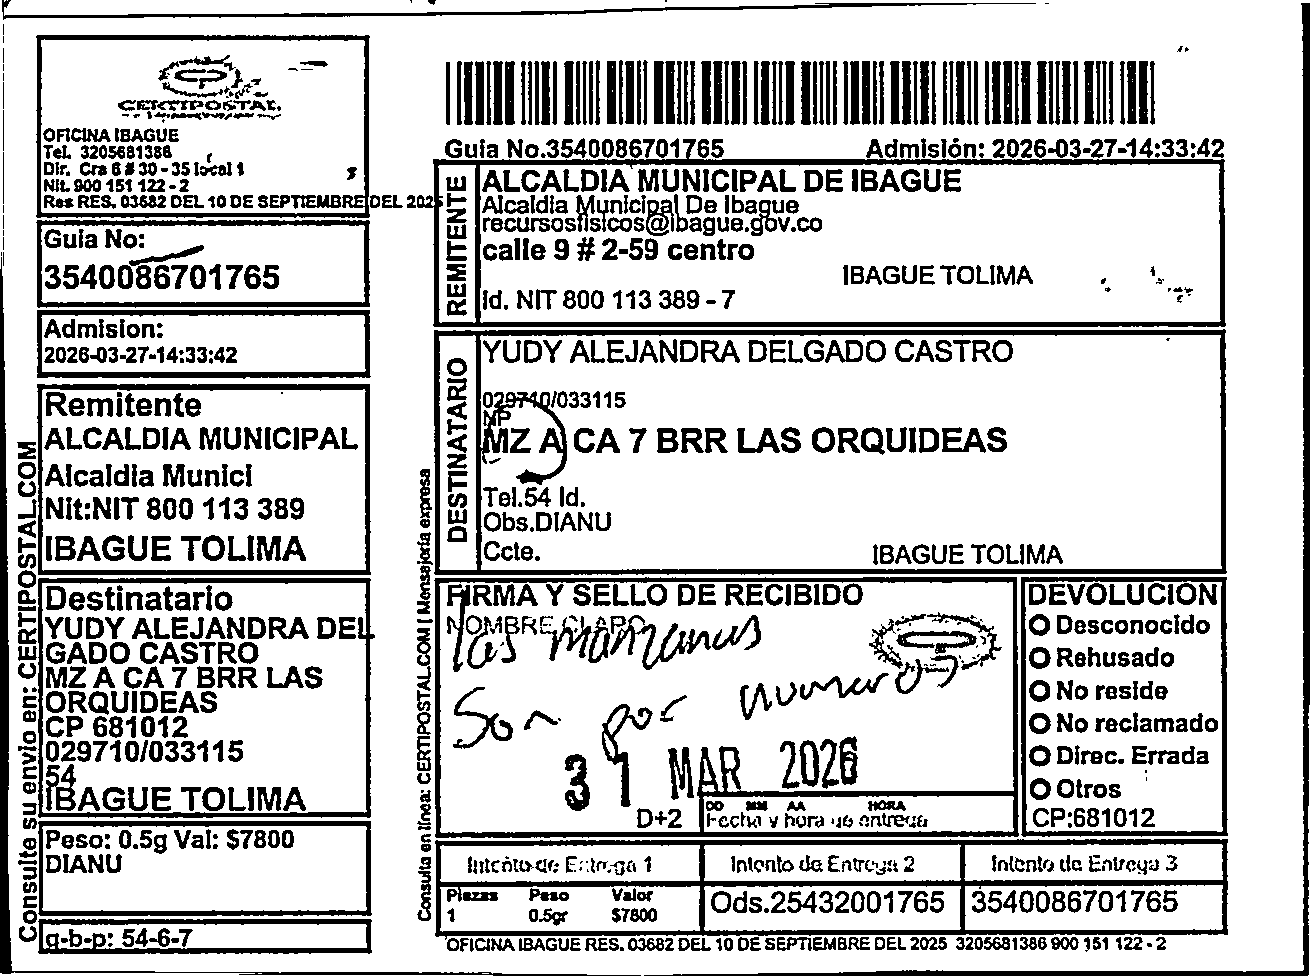 CERTIPOSTAL
OFICINA IBAGUE
Tel. 3205681386
Dir. Cra 6 # 30 - 35 local 1
Nit. 900 151 122 - 2
Res RES. 03682 DEL 10 DE SEPTIEMBRE DEL 2025
Guia No:
3540086701765
Admision:
2026-03-27-14:33:42
Remitente
ALCALDIA MUNICIPAL
Alcaldia Munici
Nit:NIT 800 113 389
IBAGUE TOLIMA
Destinatario
YUDY ALEJANDRA DEL
GADO CASTRO
MZ A CA 7 BRR LAS
ORQUIDEAS
CP 681012
029710/033115
54
IBAGUE TOLIMA
Peso: 0.5g Val: $7800
DIANU
g-b-p: 54-6-7
Consulte su envio en: CERTIPOSTAL.COM
Guia No.3540086701765
Admisión: 2026-03-27-14:33:42
REMITENTE
ALCALDIA MUNICIPAL DE IBAGUE
Alcaldia Municipal De Ibague
recursosfisicos@ibague.gov.co
calle 9 # 2-59 centro
IBAGUE TOLIMA
Id. NIT 800 113 389 - 7
DESTINATARIO
YUDY ALEJANDRA DELGADO CASTRO
029710/033115
NP
MZ A CA 7 BRR LAS ORQUIDEAS
Tel.54 Id.
Obs.DIANU
Ccte.
IBAGUE TOLIMA
Consulta en línea: CERTIPOSTAL.COM | Mensajoría expresa
FIRMA Y SELLO DE RECIBIDO
NOMBRE CLARO
las manzanas
Son por numeros
31 MAR 2026
D+2
DD MM AA HORA
Fecha y hora de entrega
DEVOLUCION
Desconocido
Rehusado
No reside
No reclamado
Direc. Errada
Otros
CP:681012
Intento de Entrega 1
Intento de Entrega 2
Intento de Entrega 3
Piezas Peso Valor
1 0.5gr $7800
Ods.25432001765
3540086701765
OFICINA IBAGUE RES. 03682 DEL 10 DE SEPTIEMBRE DEL 2025 3205681386 900 151 122 - 2